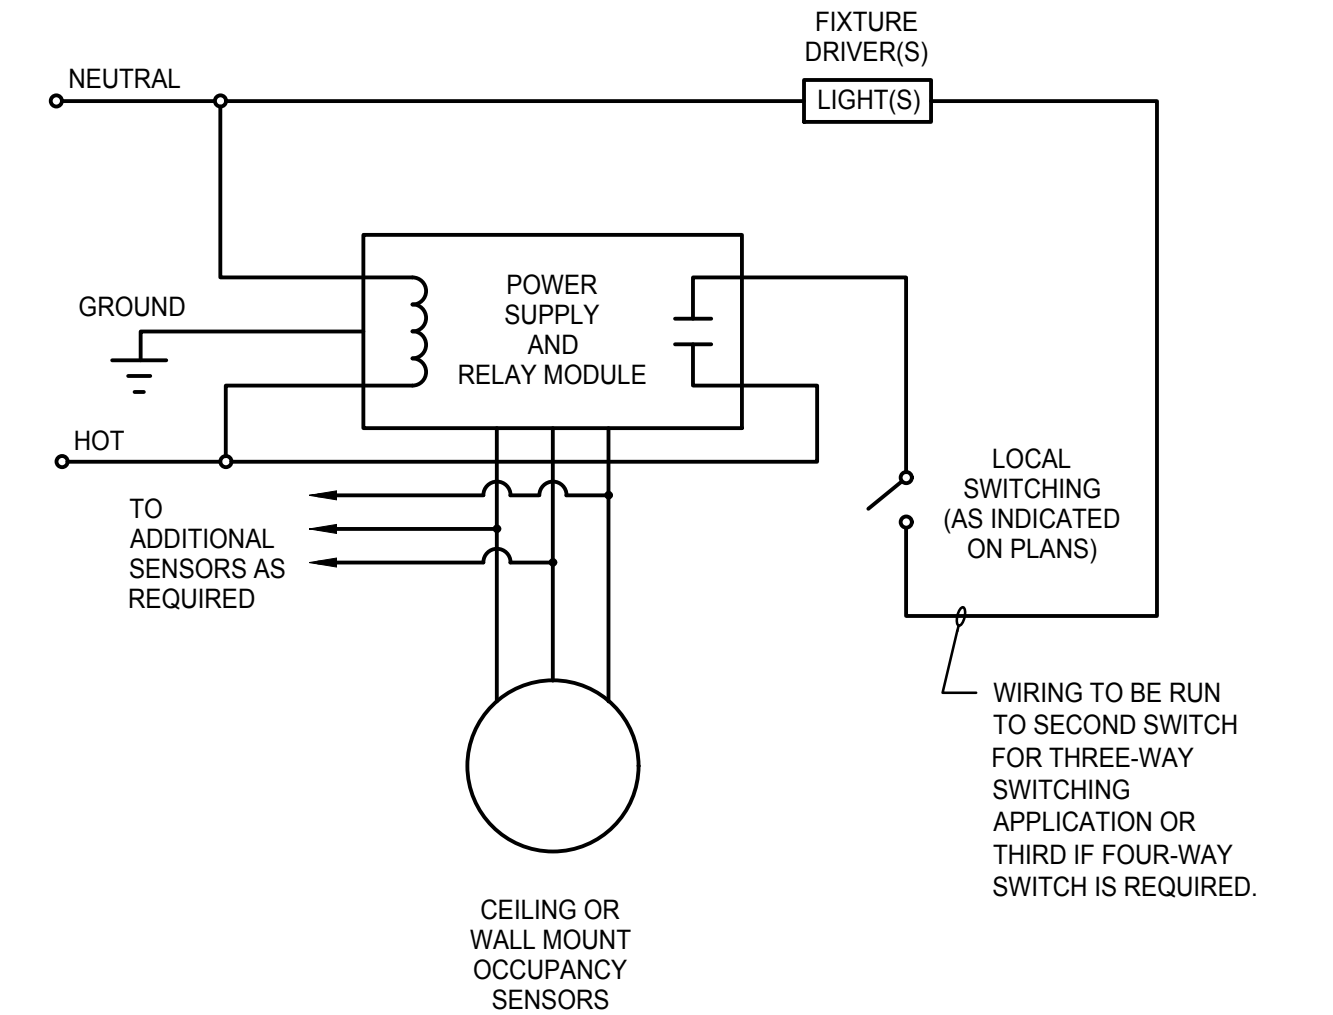 FIXTURE
DRIVER(S)
LIGHT(S)
NEUTRAL
POWER
SUPPLY
AND
RELAY MODULE
GROUND
HOT
LOCAL
SWITCHING
(AS INDICATED
ON PLANS)
TO
ADDITIONAL
SENSORS AS
REQUIRED
WIRING TO BE RUN
TO SECOND SWITCH
FOR THREE-WAY
SWITCHING
APPLICATION OR
THIRD IF FOUR-WAY
SWITCH IS REQUIRED.
CEILING OR
WALL MOUNT
OCCUPANCY
SENSORS